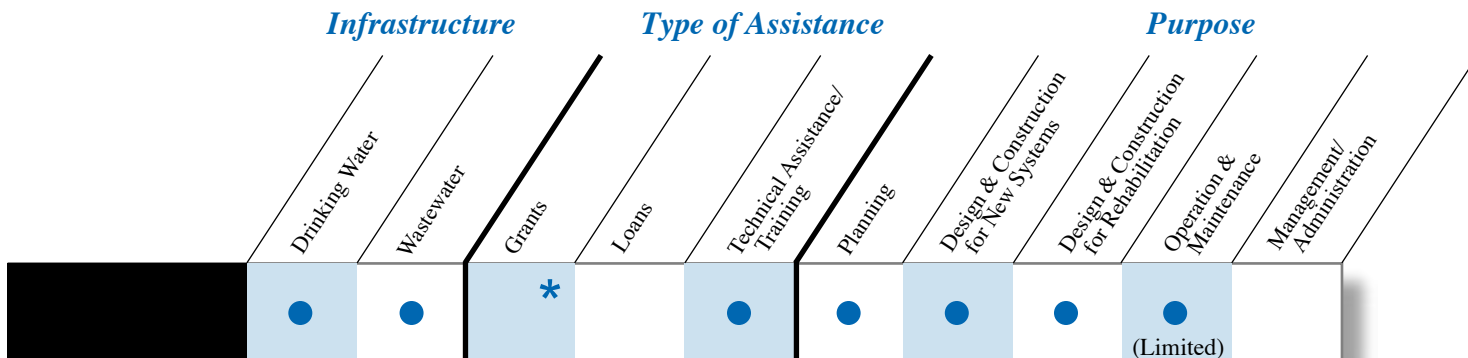 Infrastructure
Type of Assistance
Purpose
Drinking Water
Wastewater
Grants
Loans
Technical Assistance/
Training
Planning
Design & Construction
for New Systems
Design & Construction
for Rehabilitation
Operation &
Maintenance
Management/
Administration
*
(Limited)